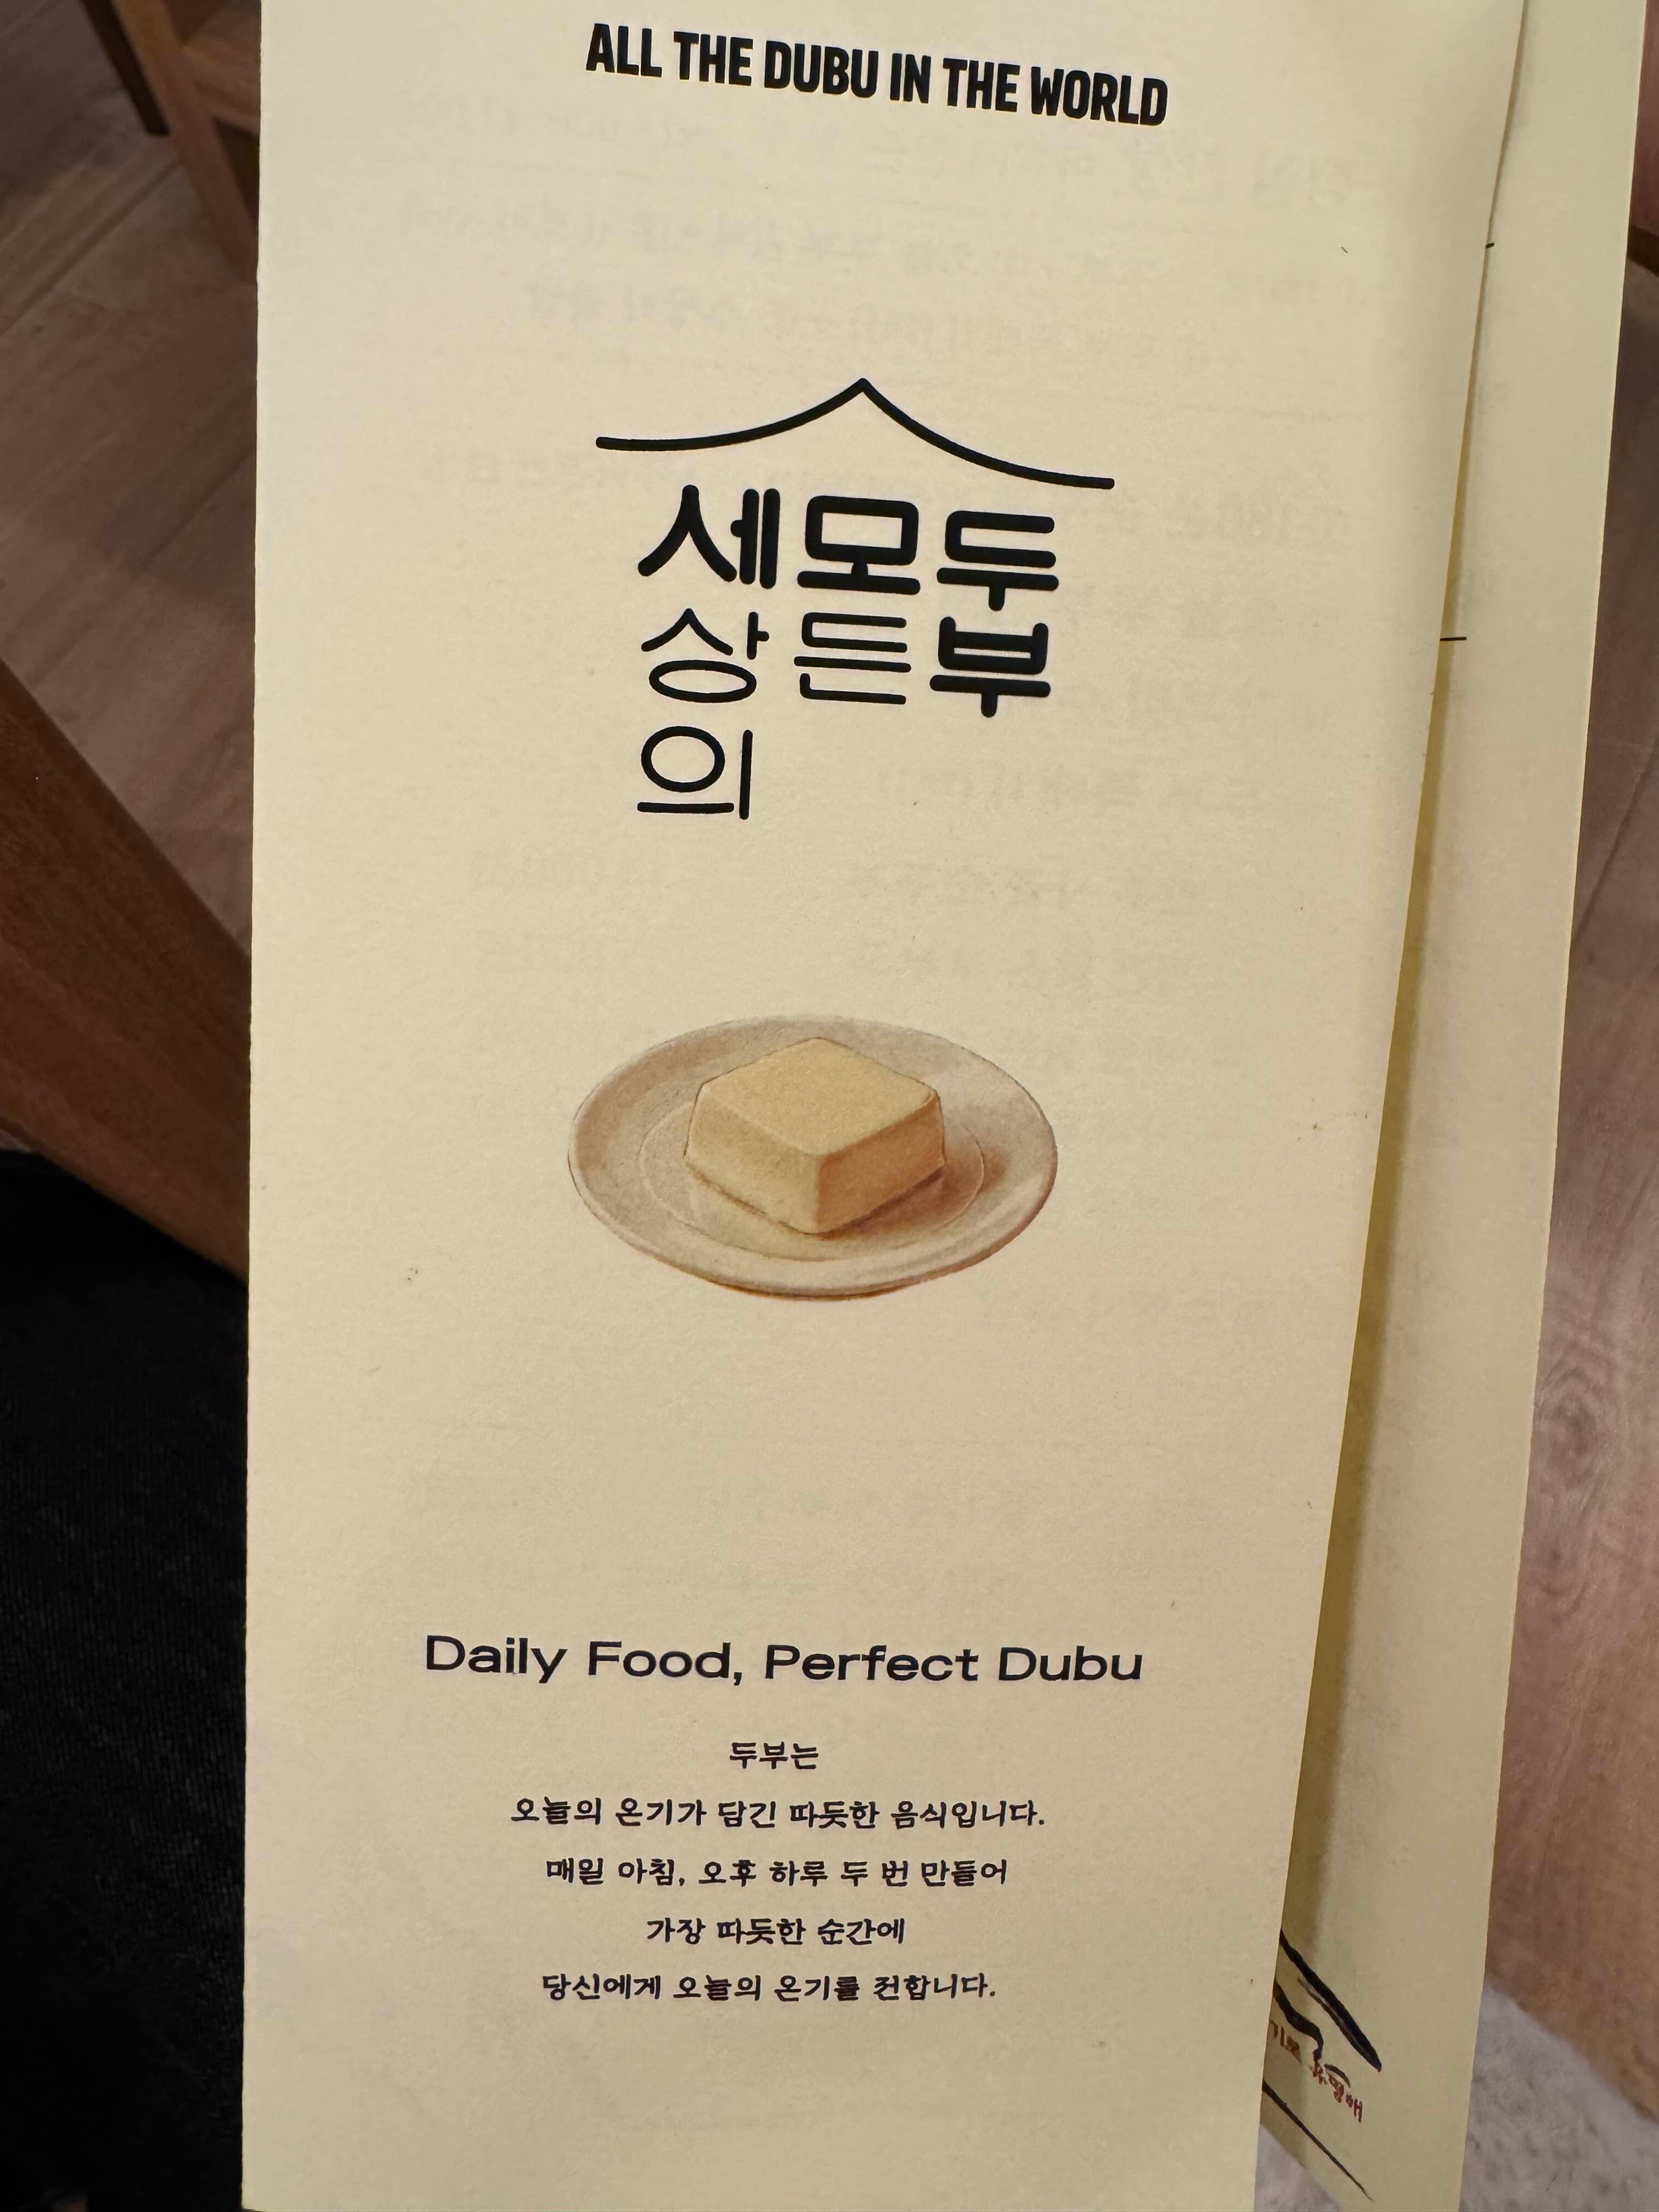 ALL THE DUBU IN THE WORLD
세모두
상든부
의
Daily Food, Perfect Dubu
두부는
오늘의 온기가 담긴 따듯한 음식입니다.
매일 아침, 오후 하루 두 번 만들어
가장 따듯한 순간에
당신에게 오늘의 온기를 전합니다.